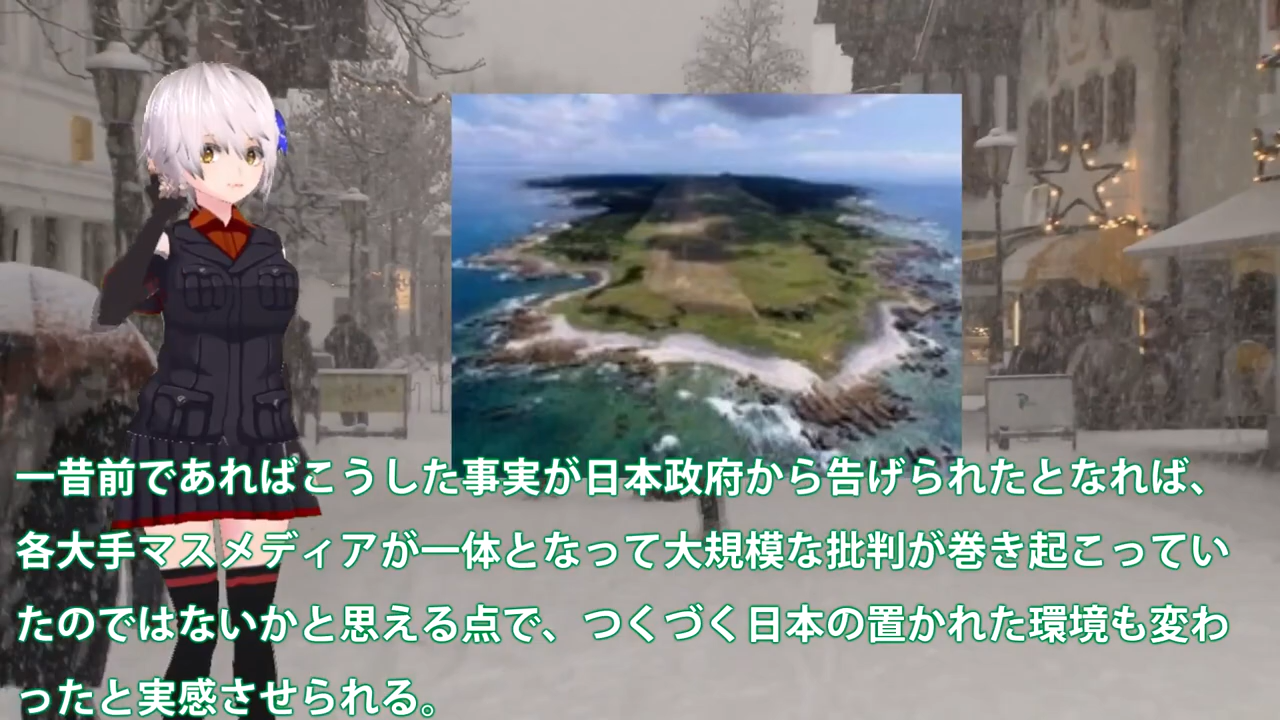 一昔前であればこうした事実が日本政府から告げられたとなれば、
各大手マスメディアが一体となって大規模な批判が巻き起こってい
たのではないかと思える点で、つくづく日本の置かれた環境も変わ
ったと実感させられる。